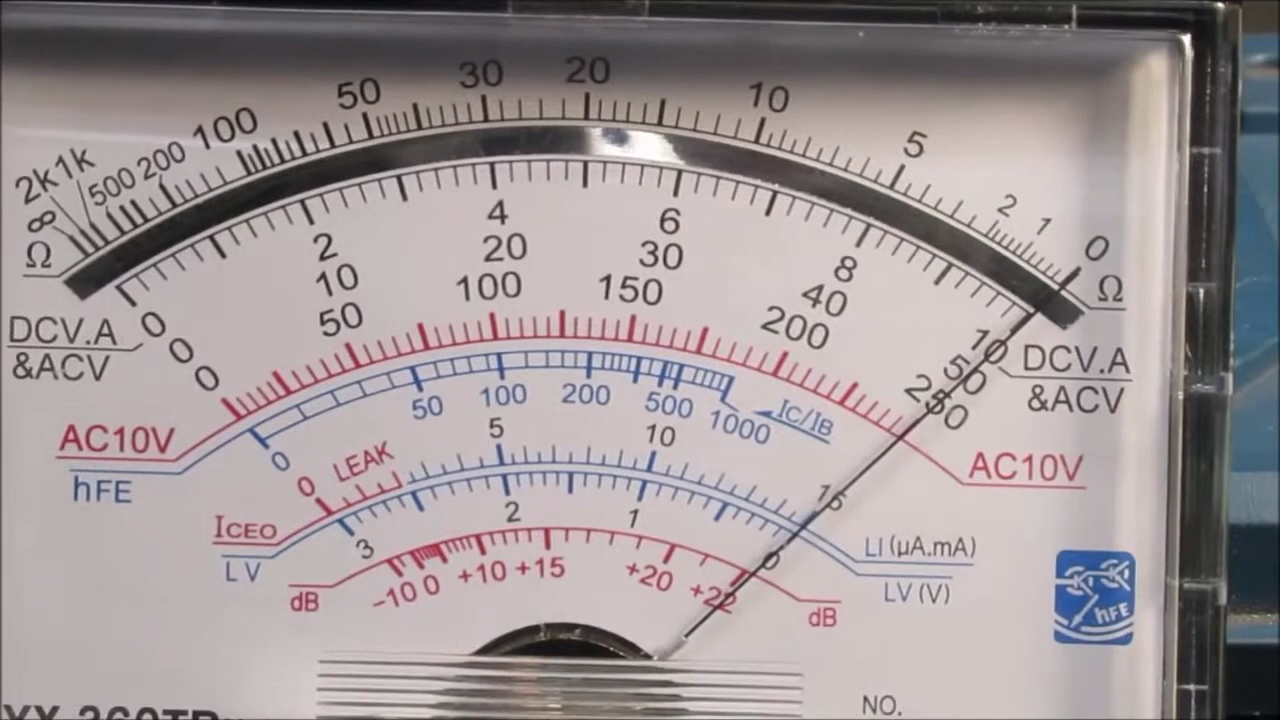 2k 1k 500 200 100 50 30 20 10 5 2 1 0
∞
Ω Ω
0 2 4 6 8 10
DCV.A &ACV
0 10 20 30 40 50
DCV.A &ACV
0 50 100 150 200 250
AC10V AC10V
hFE
0 50 100 200 500 1000 IC/IB
0 LEAK 5 10 15
ICEO
LI (µA.mA)
LV
3 2 1 0
LV (V)
dB −10 0 +10 +15 +20 +22 dB
hFE
NO.